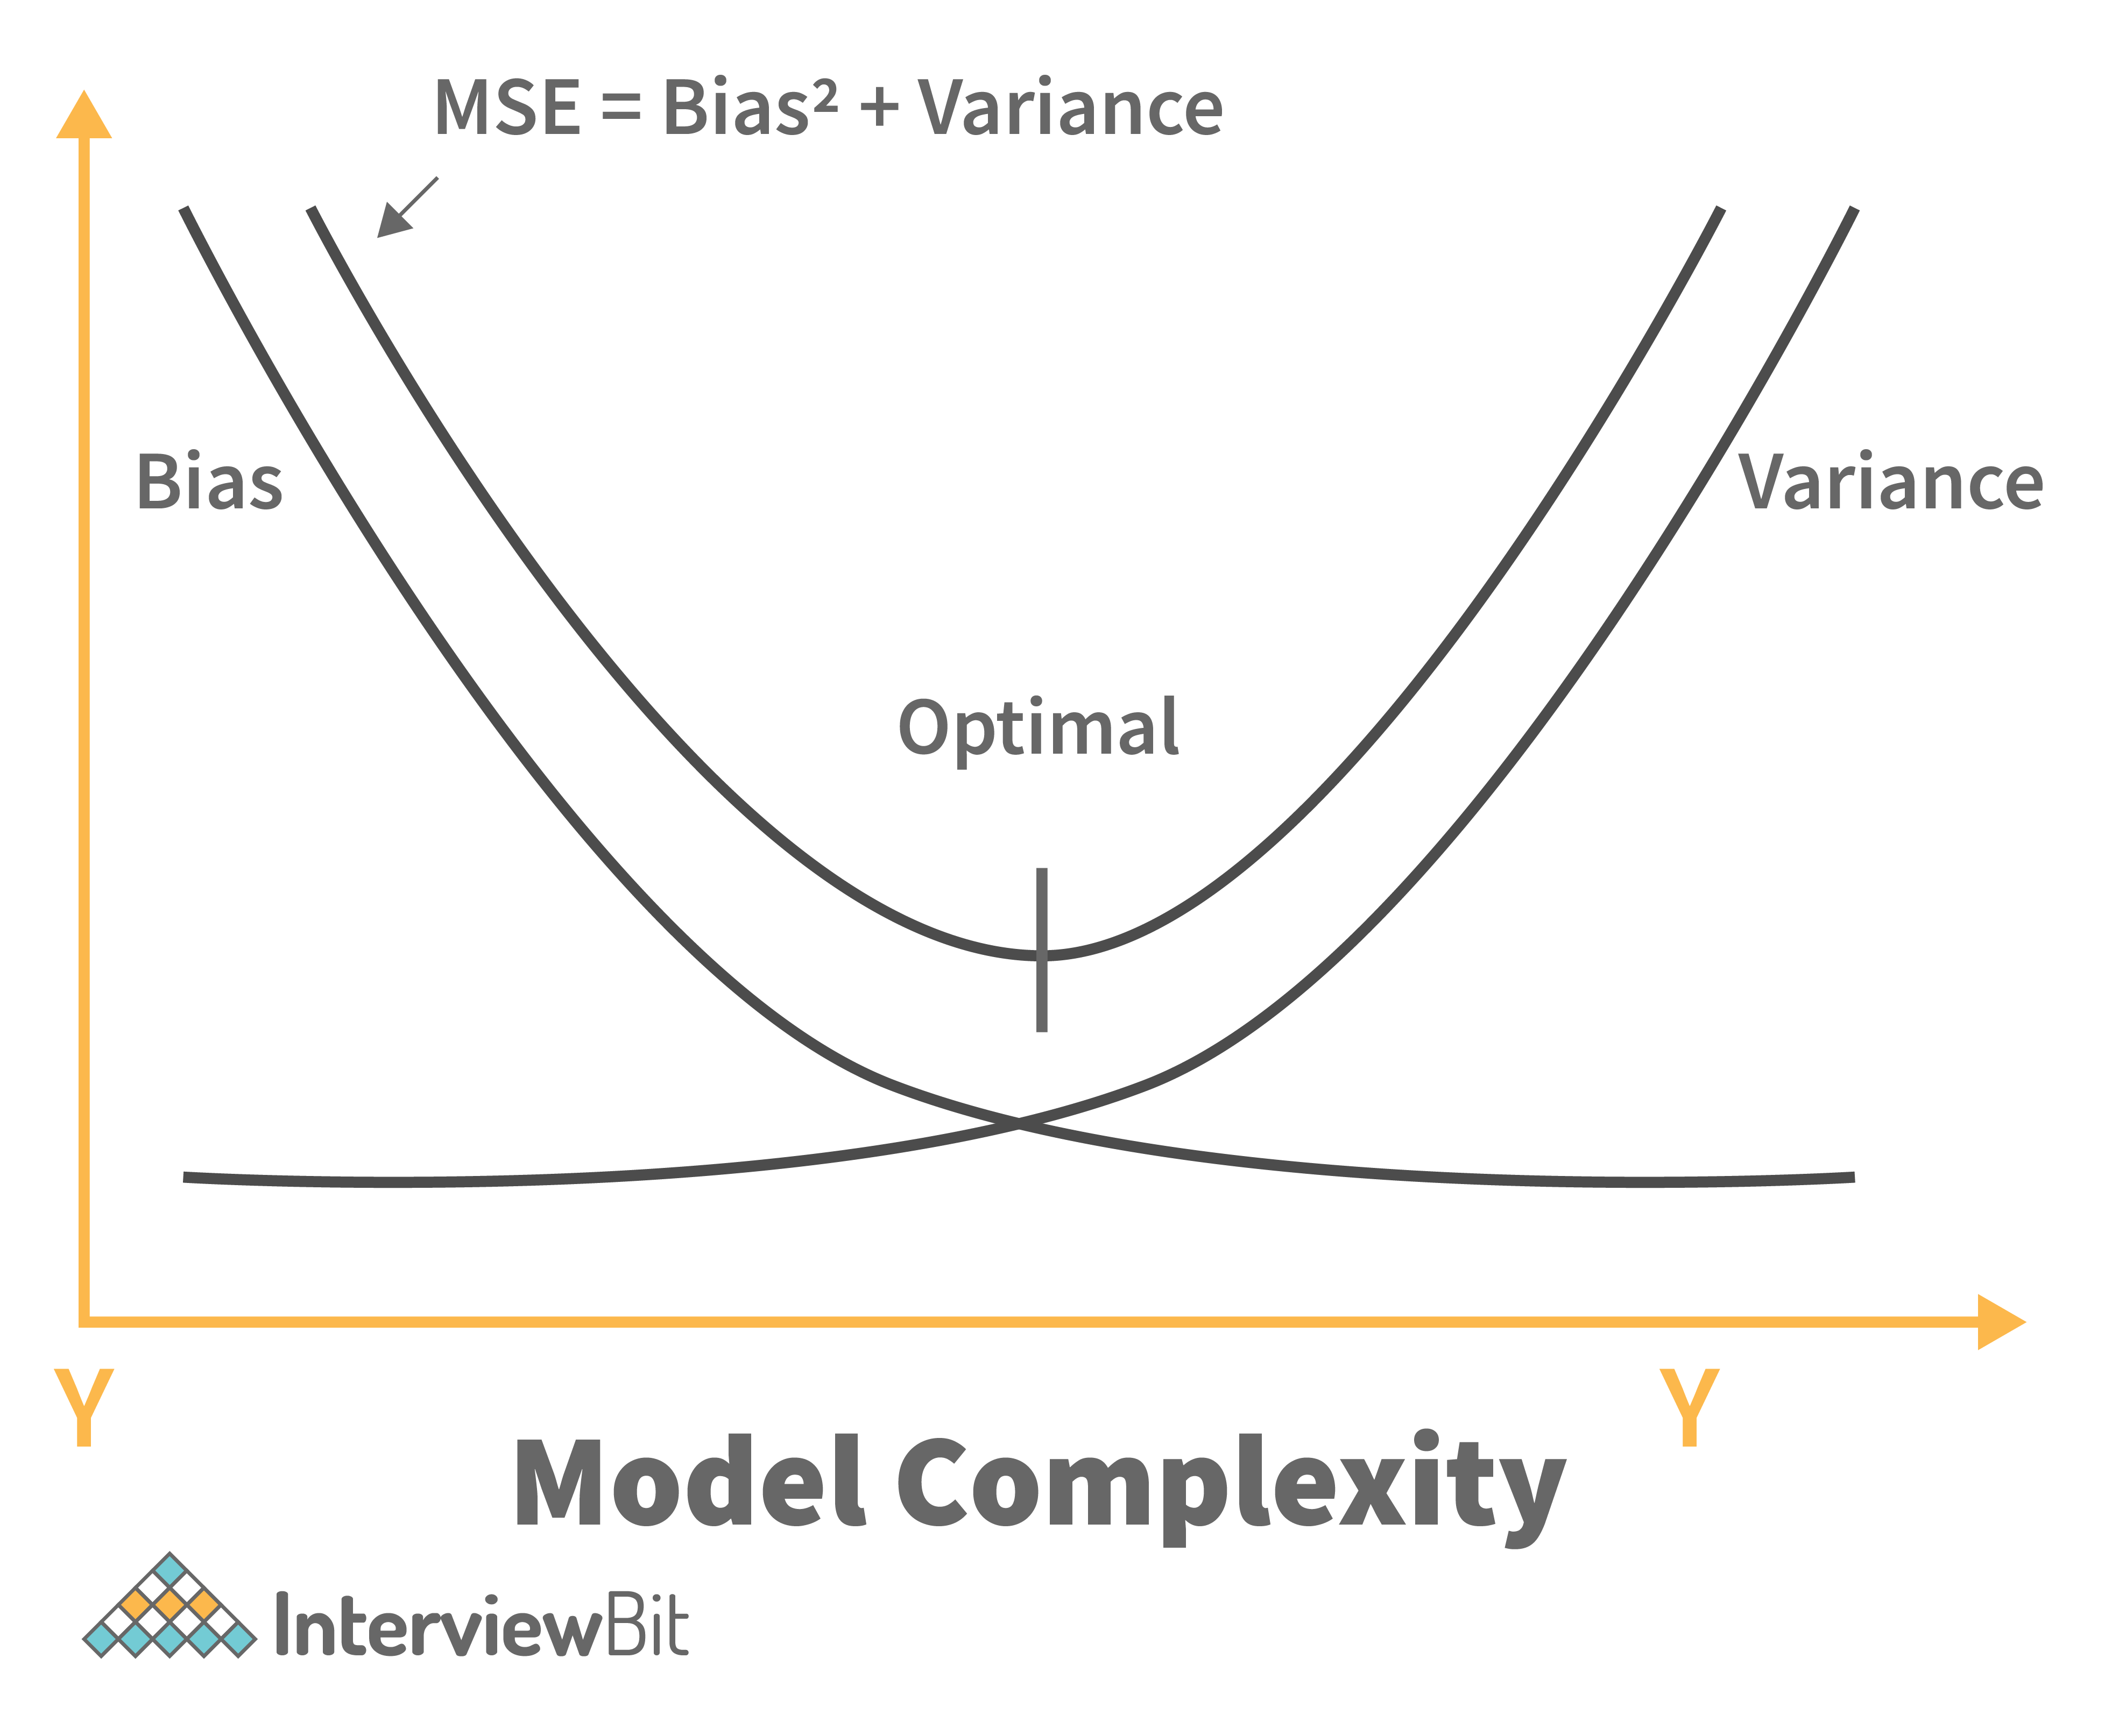 MSE = Bias² + Variance
Bias
Variance
Optimal
Y
Y
Model Complexity
InterviewBit